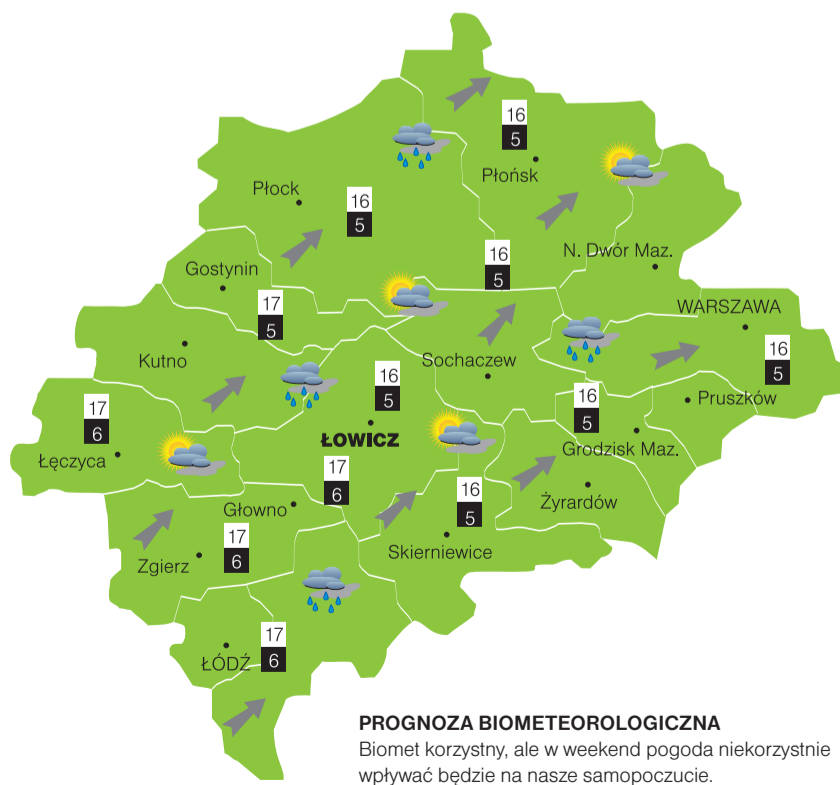 16
5
Płońsk
Płock
16
5
N. Dwór Maz.
16
5
Gostynin
17
5
WARSZAWA
Kutno
Sochaczew
16
5
16
5
Pruszków
17
6
16
5
ŁOWICZ
Grodzisk Maz.
Łęczyca
17
6
Żyrardów
Głowno
16
5
Skierniewice
17
6
Zgierz
17
6
ŁÓDŹ
PROGNOZA BIOMETEOROLOGICZNA
Biomet korzystny, ale w weekend pogoda niekorzystnie
wpływać będzie na nasze samopoczucie.